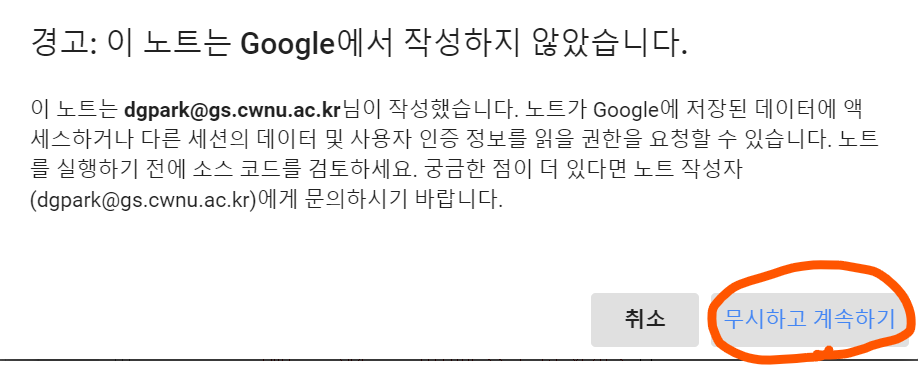 경고: 이 노트는 Google에서 작성하지 않았습니다.
이 노트는 dgpark@gs.cwnu.ac.kr님이 작성했습니다. 노트가 Google에 저장된 데이터에 액
세스하거나 다른 세션의 데이터 및 사용자 인증 정보를 읽을 권한을 요청할 수 있습니다. 노트
를 실행하기 전에 소스 코드를 검토하세요. 궁금한 점이 더 있다면 노트 작성자
(dgpark@gs.cwnu.ac.kr)에게 문의하시기 바랍니다.
취소 무시하고 계속하기